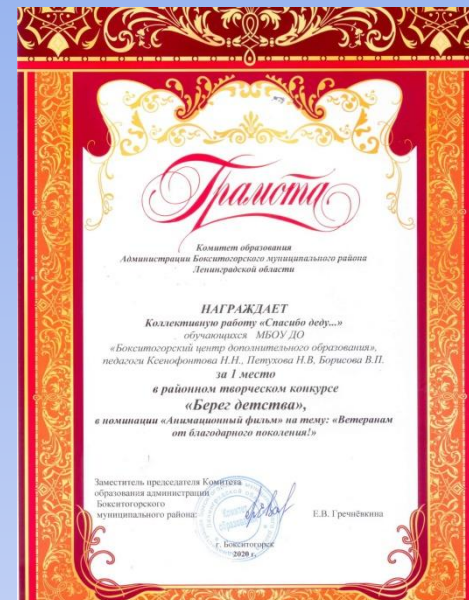 Грамота
Комитет образования
Администрации Бокситогорского муниципального района
Ленинградской области
НАГРАЖДАЕТ
Коллективную работу «Спасибо деду...»
обучающихся МБОУ ДО
«Бокситогорский центр дополнительного образования»,
педагоги Ксенофонтова Н.Н., Петухова Н.В, Борисова В.П.
за I место
в районном творческом конкурсе
«Берег детства»,
в номинации «Анимационный фильм» на тему: «Ветеранам
от благодарного поколения!»
Заместитель председателя Комитета
образования администрации
Бокситогорского
муниципального района:
Е.В. Гречнёвкина
г. Бокситогорск
2020 г.